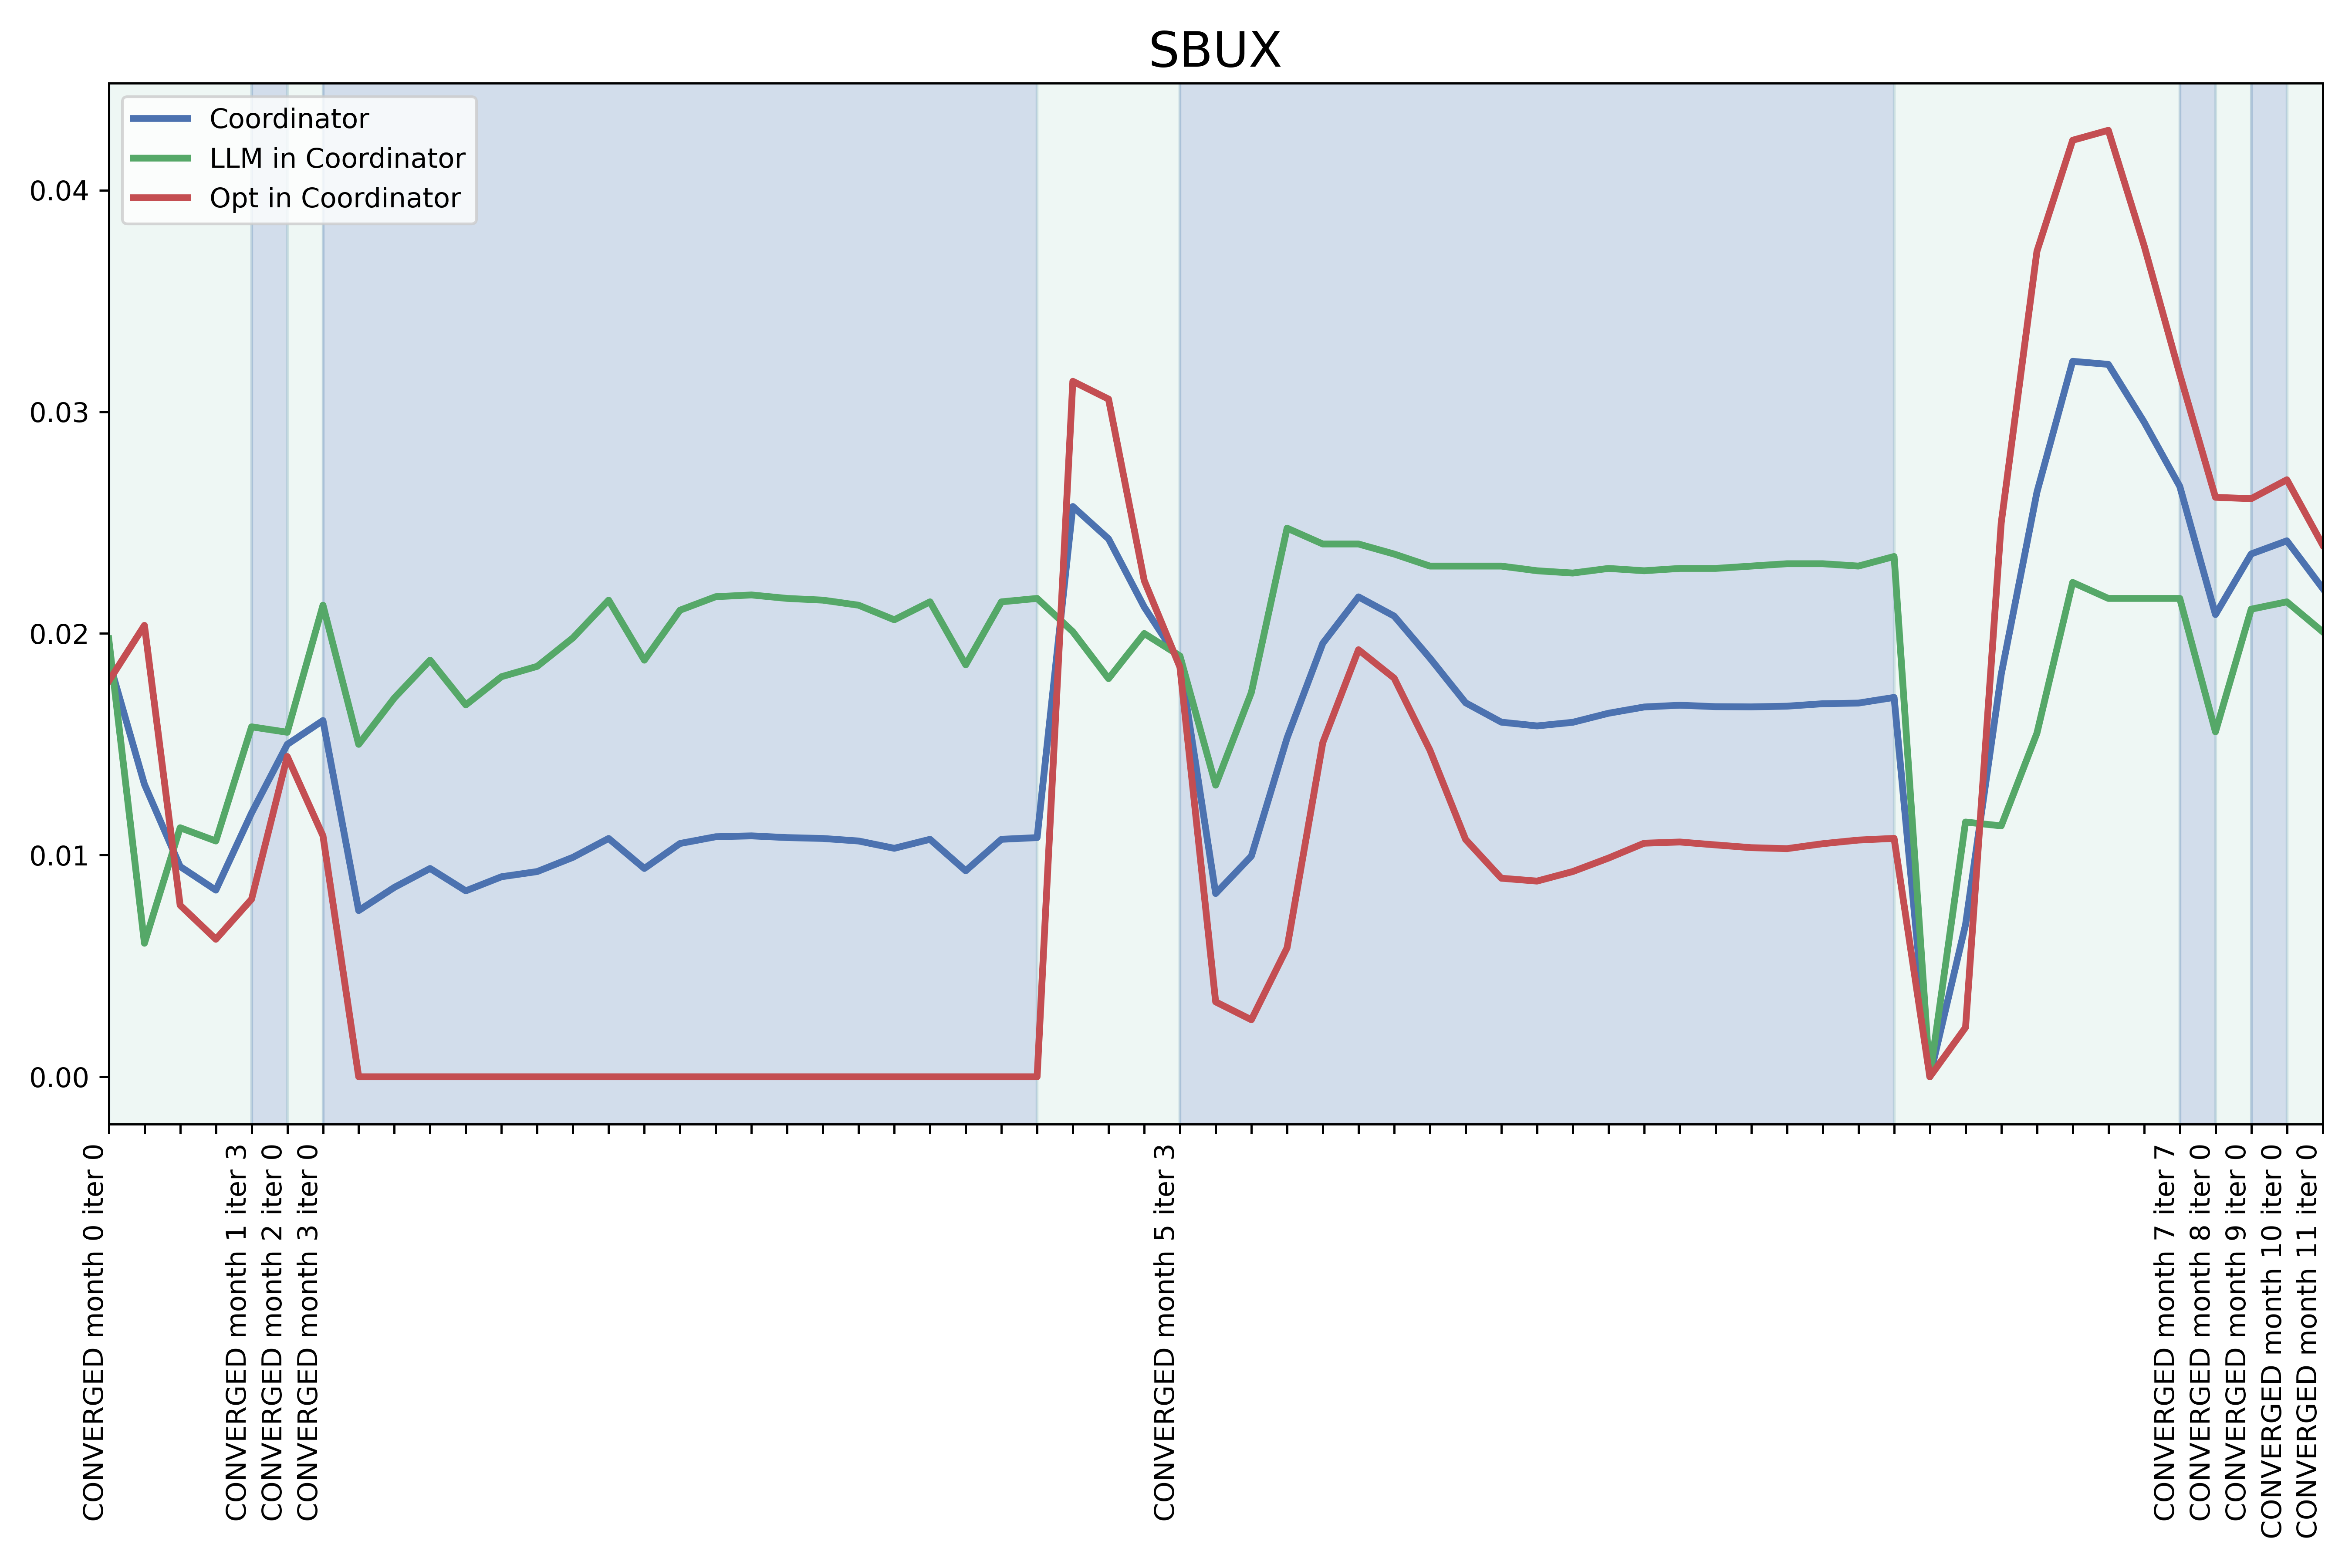 SBUX
Coordinator
LLM in Coordinator
Opt in Coordinator
0.04
0.03
0.02
0.01
0.00
CONVERGED month 0 iter 0
CONVERGED month 1 iter 3
CONVERGED month 2 iter 0
CONVERGED month 3 iter 0
CONVERGED month 5 iter 3
CONVERGED month 7 iter 7
CONVERGED month 8 iter 0
CONVERGED month 9 iter 0
CONVERGED month 10 iter 0
CONVERGED month 11 iter 0